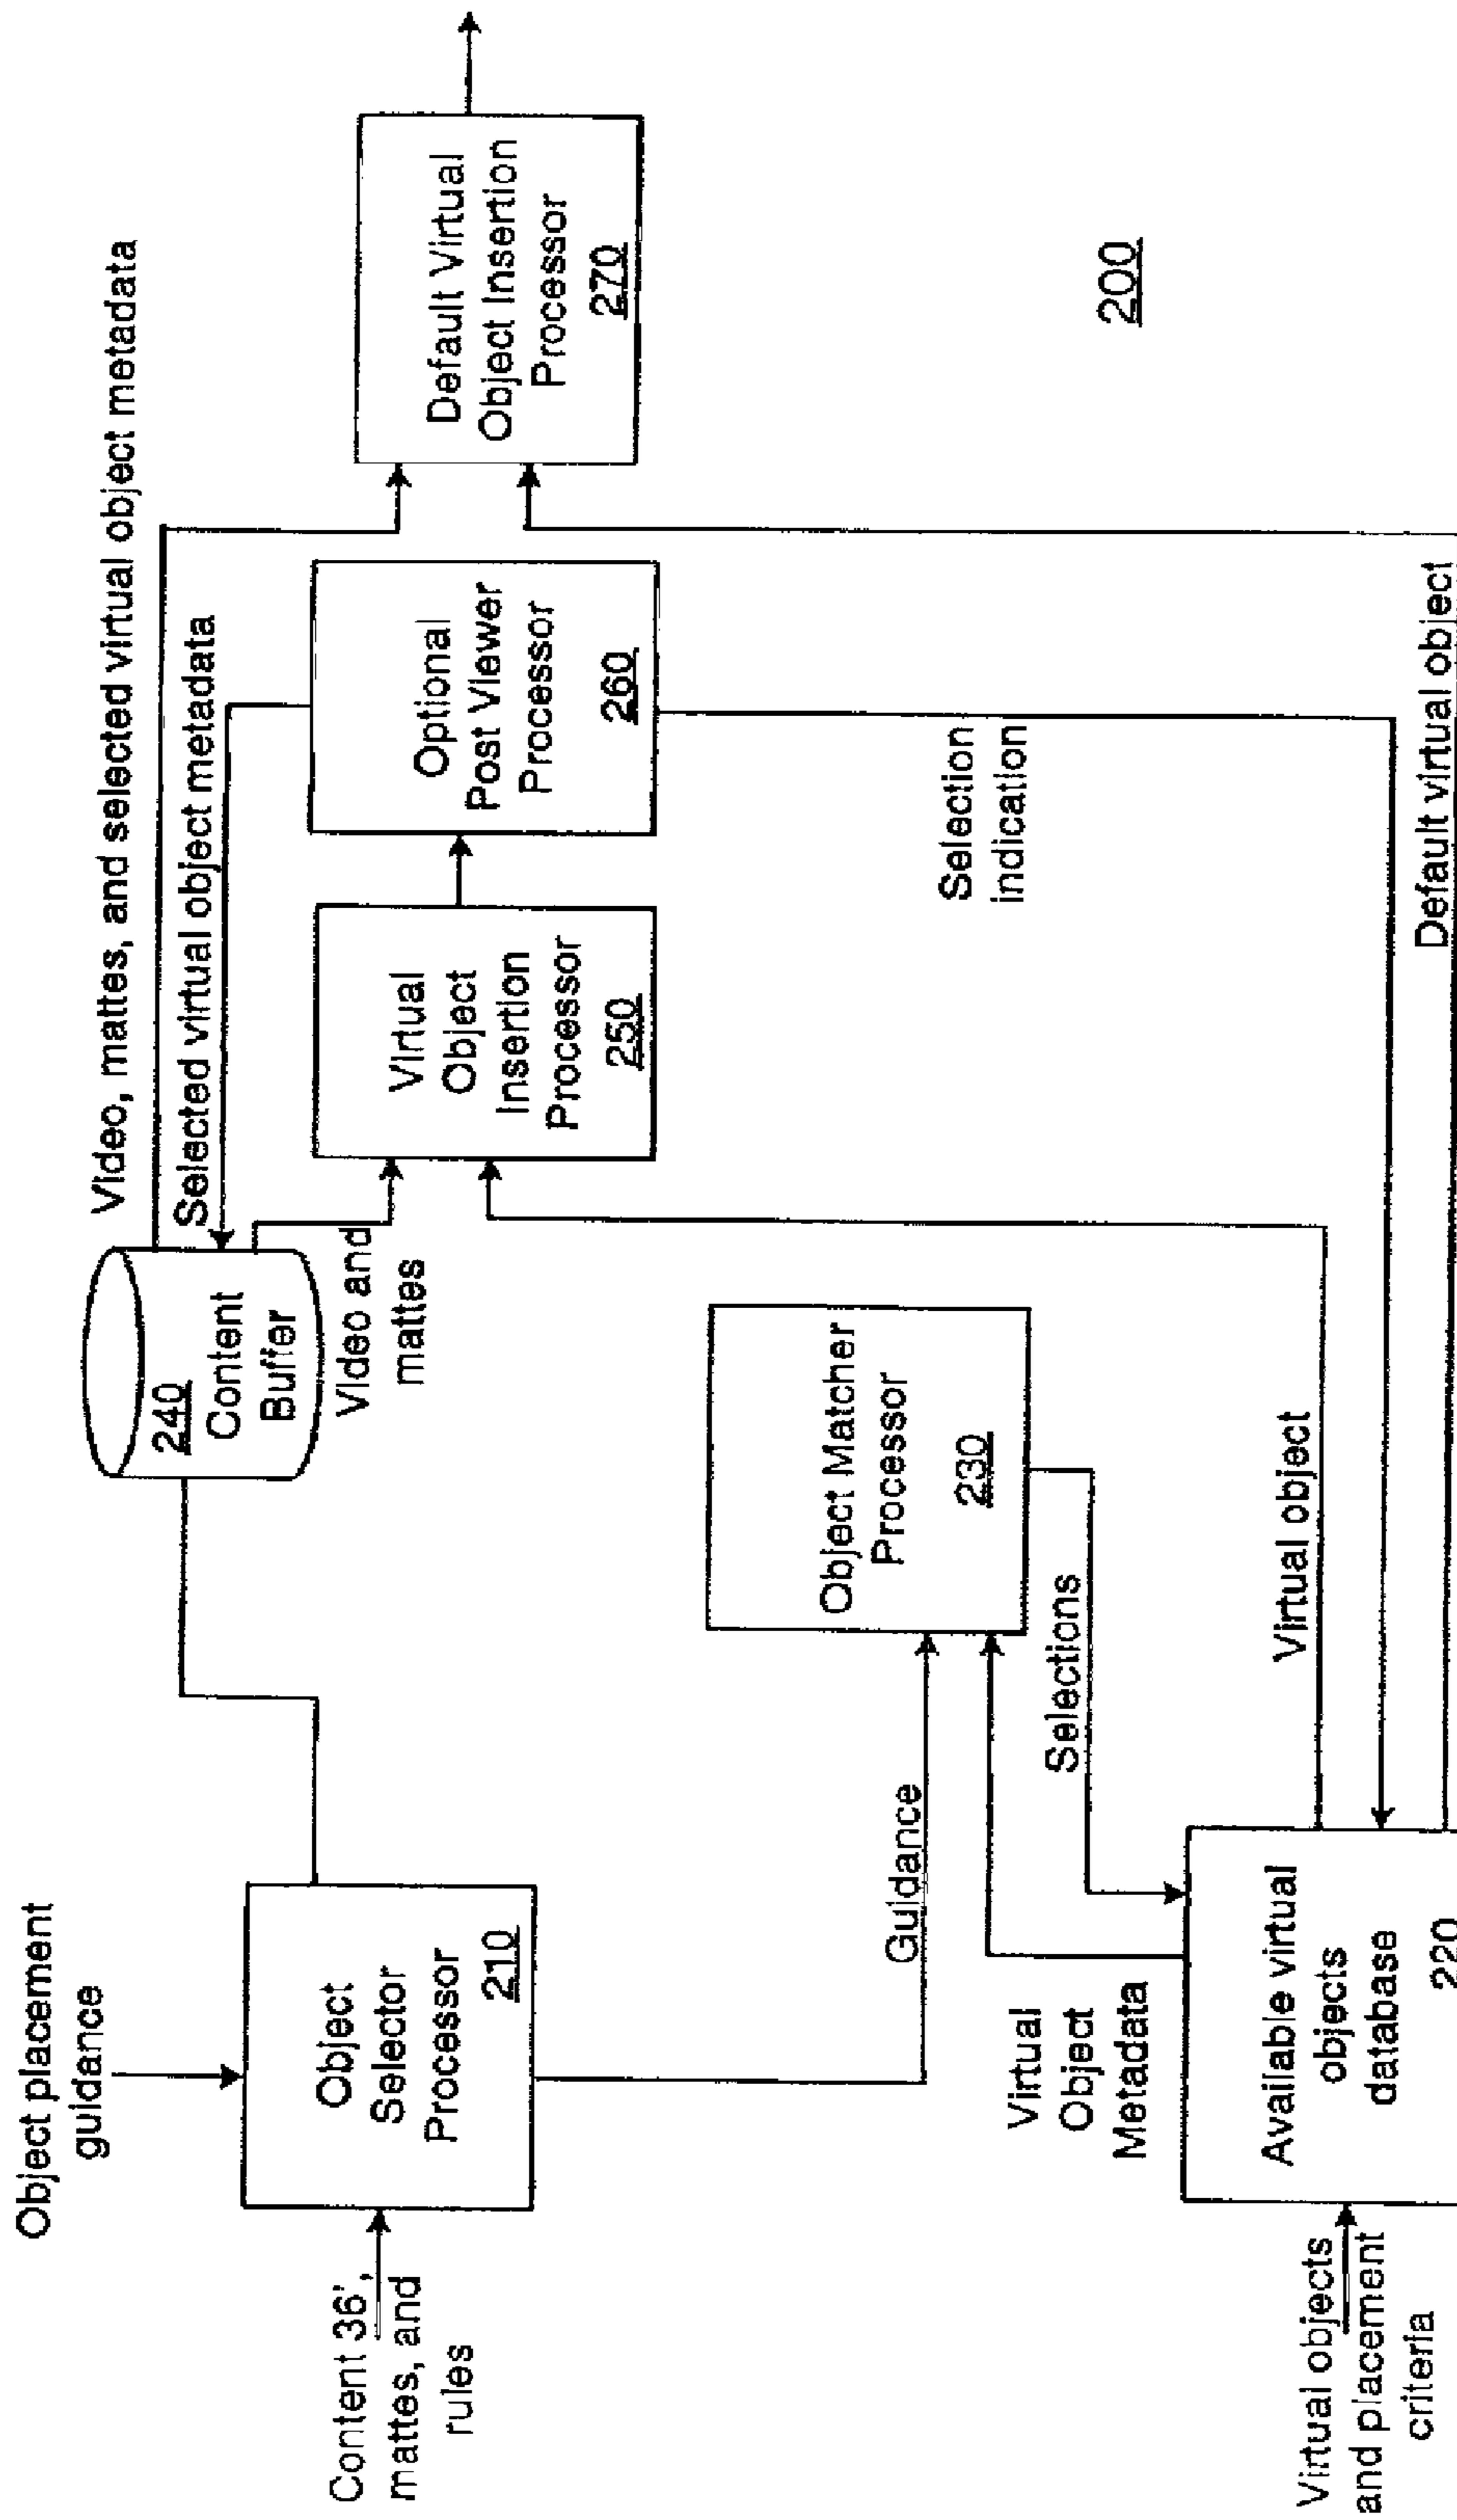 Object placement
guidance
Content 36',
mattes, and
rules
Object
Selector
Processor
210
240
Content
Buffer
Video, mattes, and selected virtual object metadata
Selected virtual object metadata
Video and
mattes
Virtual
Object
Insertion
Processor
250
Optional
Post Viewer
Processor
260
Default Virtual
Object Insertion
Processor
270
Guidance
Object Matcher
Processor
230
Selections
Selection
indication
Virtual
Object
Metadata
Virtual objects
and placement
criteria
Available virtual
objects
database
220
Virtual object
Default virtual object
200